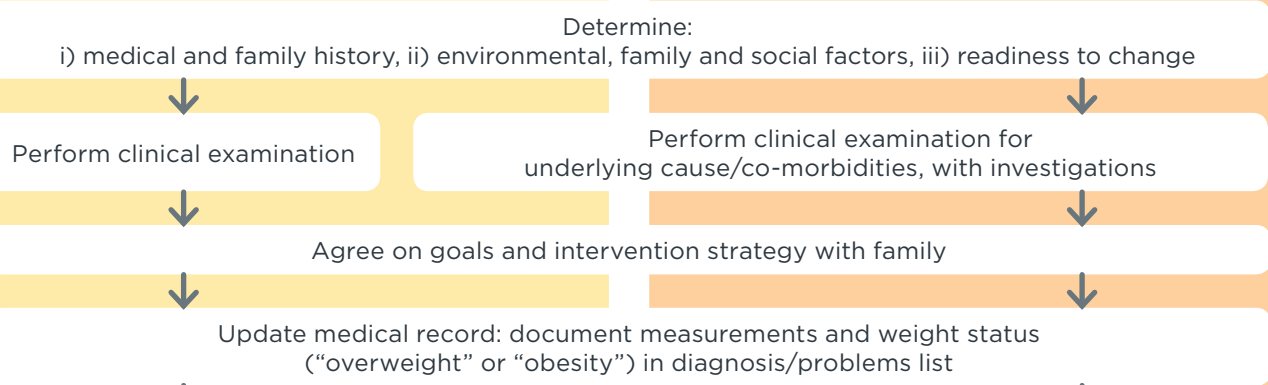 Determine:
i) medical and family history, ii) environmental, family and social factors, iii) readiness to change
Perform clinical examination
Perform clinical examination for
underlying cause/co-morbidities, with investigations
Agree on goals and intervention strategy with family
Update medical record: document measurements and weight status
(“overweight” or “obesity”) in diagnosis/problems list